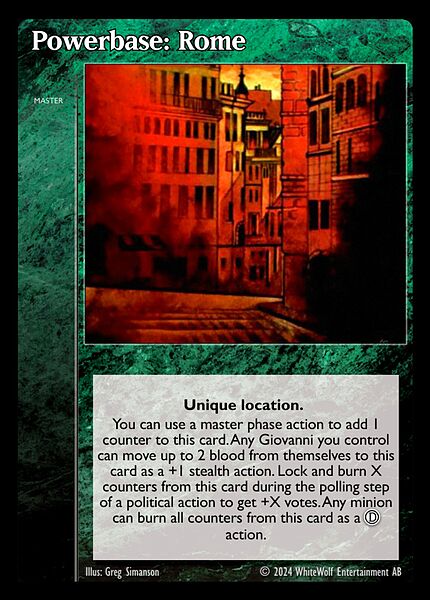 Powerbase: Rome
MASTER
Unique location.
You can use a master phase action to add 1
counter to this card. Any Giovanni you control
can move up to 2 blood from themselves to this
card as a +1 stealth action. Lock and burn X
counters from this card during the polling step
of a political action to get +X votes. Any minion
can burn all counters from this card as a Ⓓ
action.
Illus: Greg Simanson
© 2024 WhiteWolf Entertainment AB